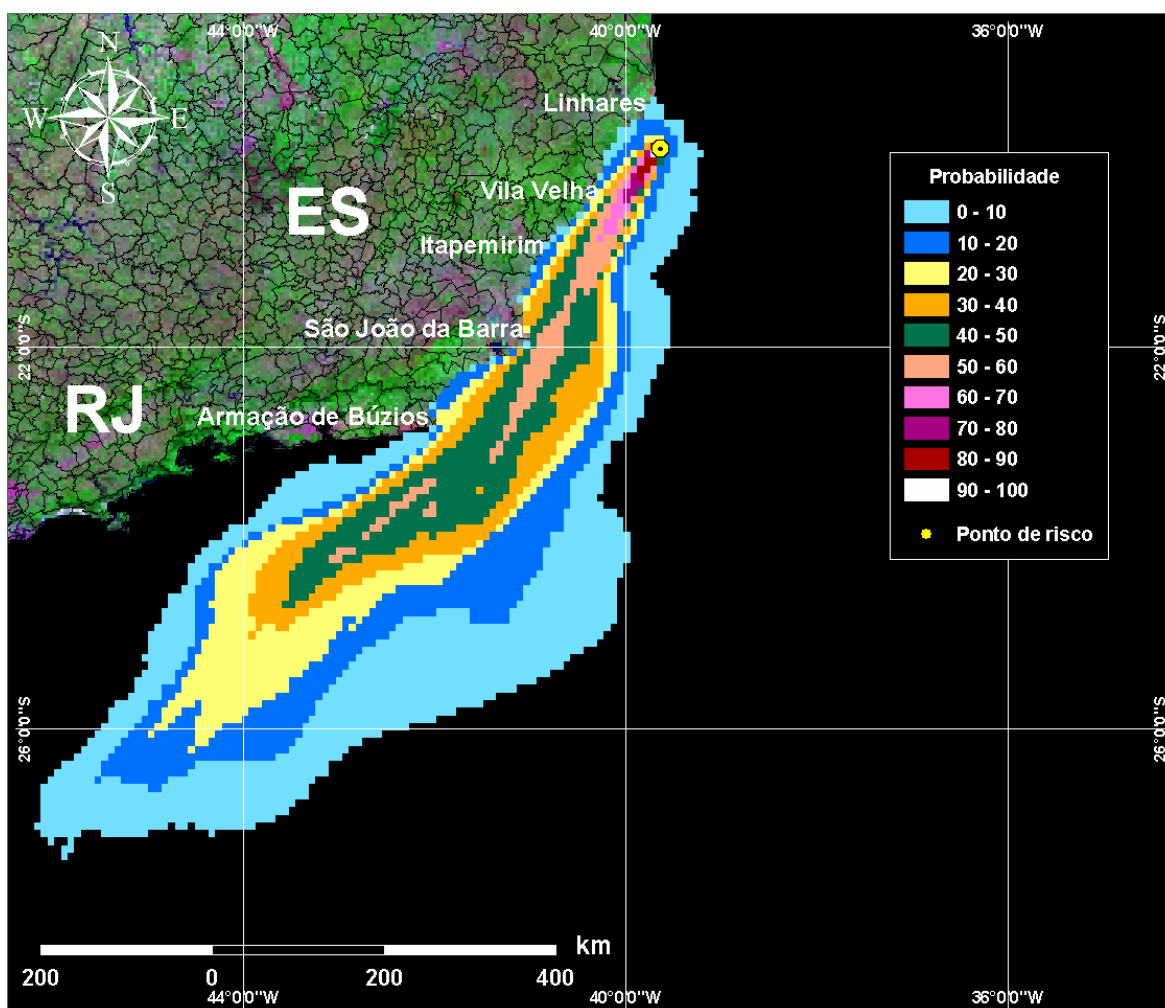 44°0'0"W
40°0'0"W
36°0'0"W
N
W
E
S
Linhares
Vila Velha
ES
Itapemirim
São João da Barra
22°0'0"S
22°0'0"S
RJ
Armação de Búzios
Probabilidade
0 - 10
10 - 20
20 - 30
30 - 40
40 - 50
50 - 60
60 - 70
70 - 80
80 - 90
90 - 100
Ponto de risco
26°0'0"S
26°0'0"S
km
200 0 200 400
44°0'0"W
40°0'0"W
36°0'0"W